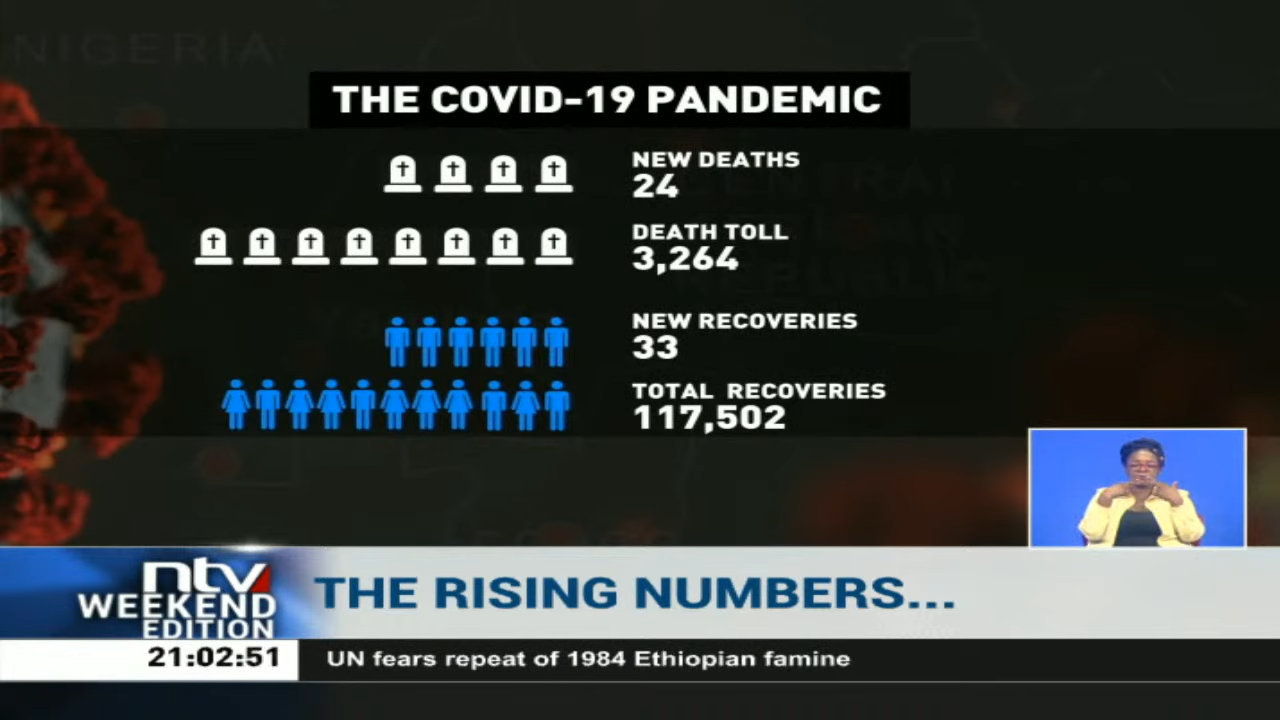 NIGERIA
THE COVID-19 PANDEMIC
NEW DEATHS
24
DEATH TOLL
3,264
NEW RECOVERIES
33
TOTAL RECOVERIES
117,502
ntv
WEEKEND
EDITION
THE RISING NUMBERS...
21:02:51
UN fears repeat of 1984 Ethiopian famine